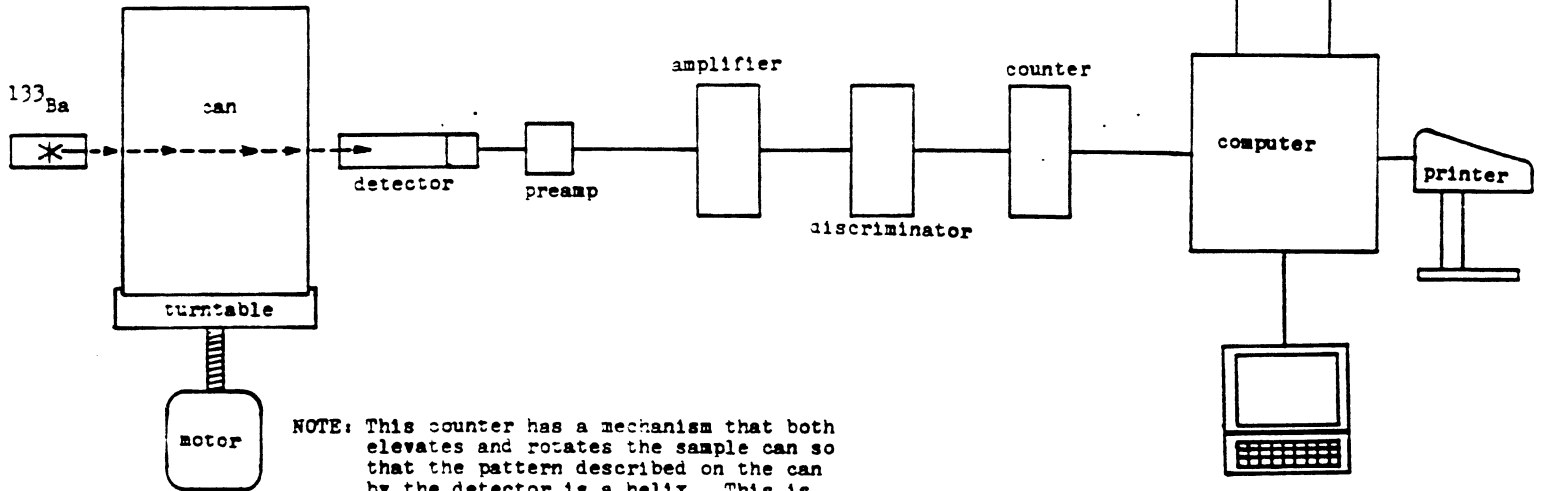 133Ba
can
detector
preamp
amplifier
discriminator
counter
computer
printer
turntable
motor
NOTE: This counter has a mechanism that both
elevates and rotates the sample can so
that the pattern described on the can
by the detector is a helix. This is